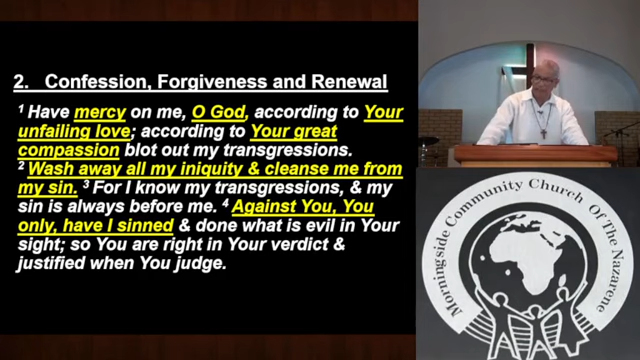 2. Confession, Forgiveness and Renewal
1 Have mercy on me, O God, according to Your
unfailing love; according to Your great
compassion blot out my transgressions.
2 Wash away all my iniquity & cleanse me from
my sin. 3 For I know my transgressions, & my
sin is always before me. 4 Against You, You
only, have I sinned & done what is evil in Your
sight; so You are right in Your verdict &
justified when You judge.
Morningside Community Church Of The Nazarene